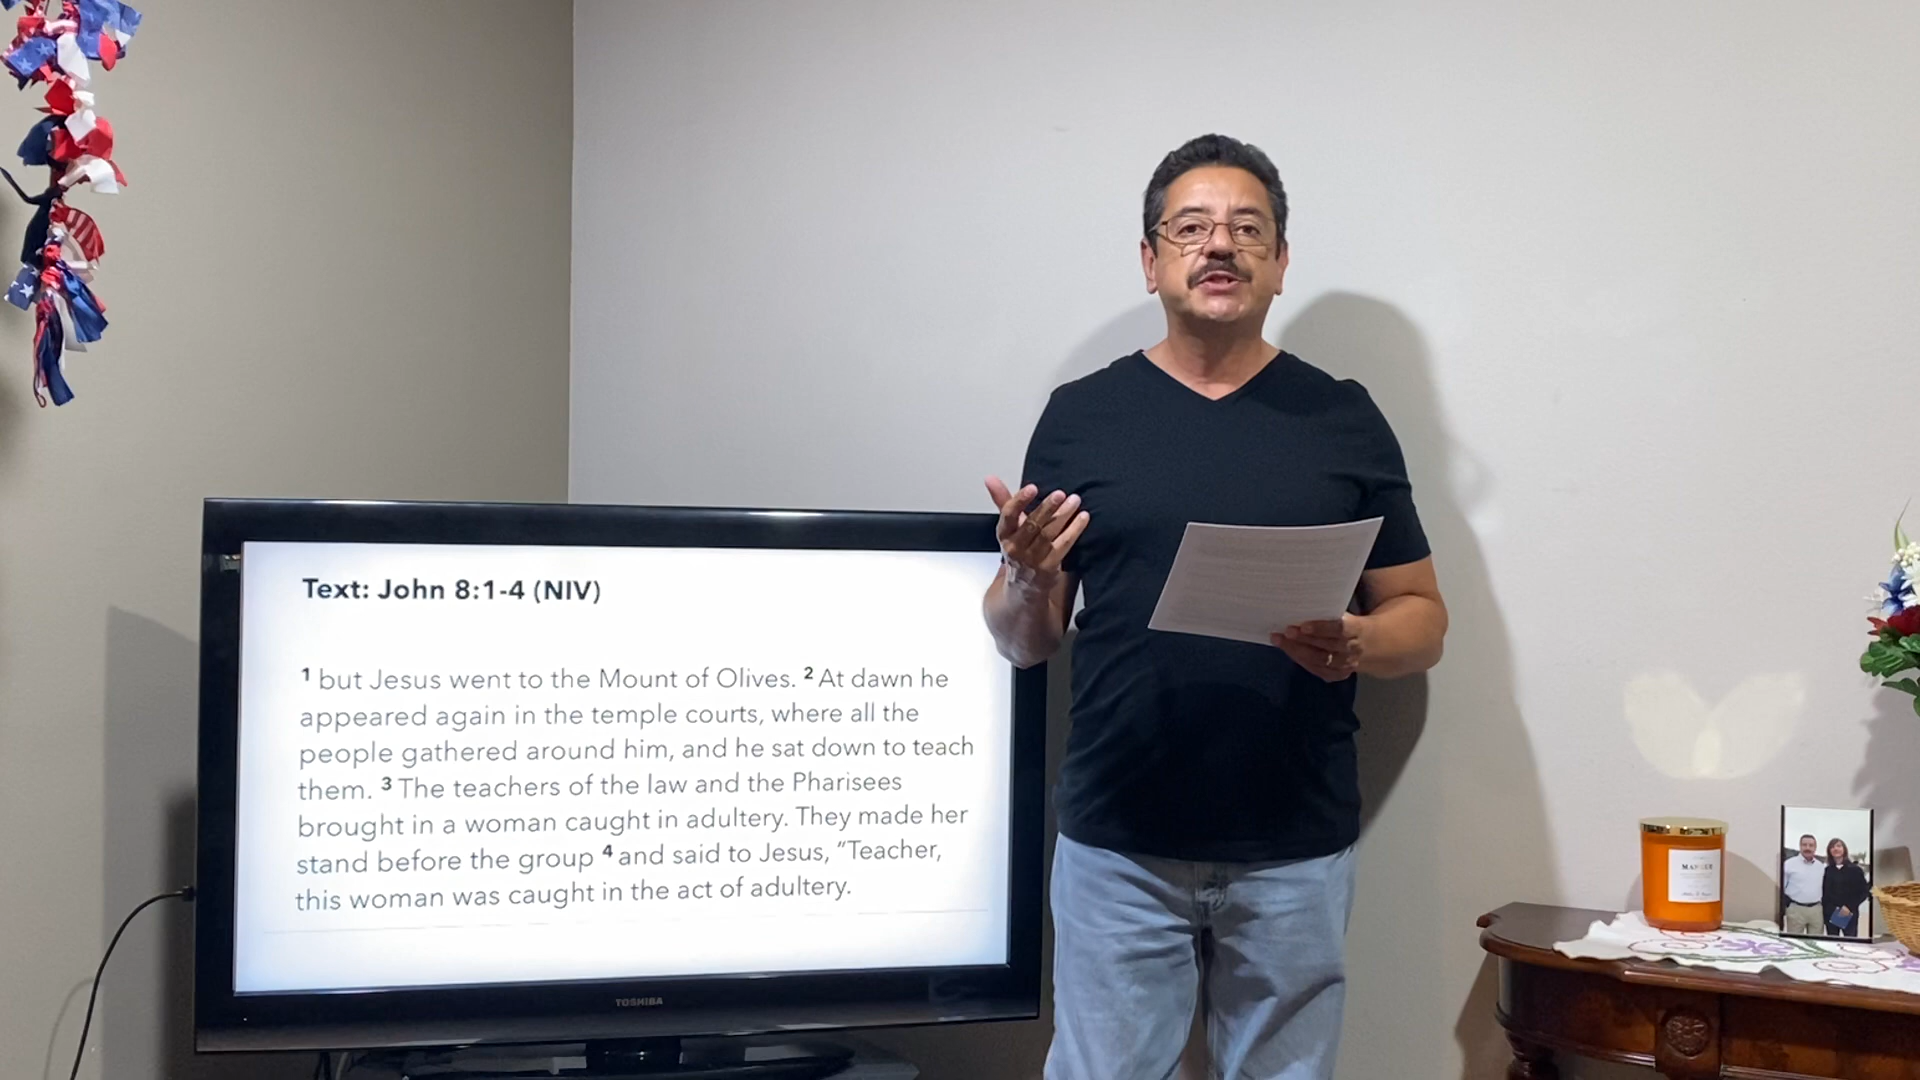 Text: John 8:1-4 (NIV)
1 but Jesus went to the Mount of Olives. 2 At dawn he
appeared again in the temple courts, where all the
people gathered around him, and he sat down to teach
them. 3 The teachers of the law and the Pharisees
brought in a woman caught in adultery. They made her
stand before the group 4 and said to Jesus, "Teacher,
this woman was caught in the act of adultery.
TOSHIBA